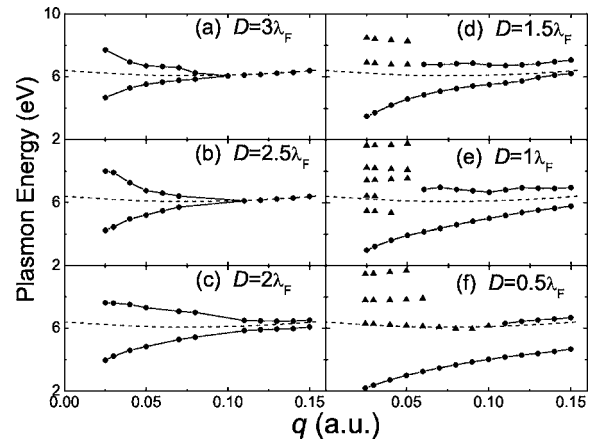 10
6
2
6
2
6
2
(a) D=3λF
(b) D=2.5λF
(c) D=2λF
(d) D=1.5λF
(e) D=1λF
(f) D=0.5λF
Plasmon Energy (eV)
0.00 0.05 0.10 0.15 0.05 0.10 0.15
q (a.u.)